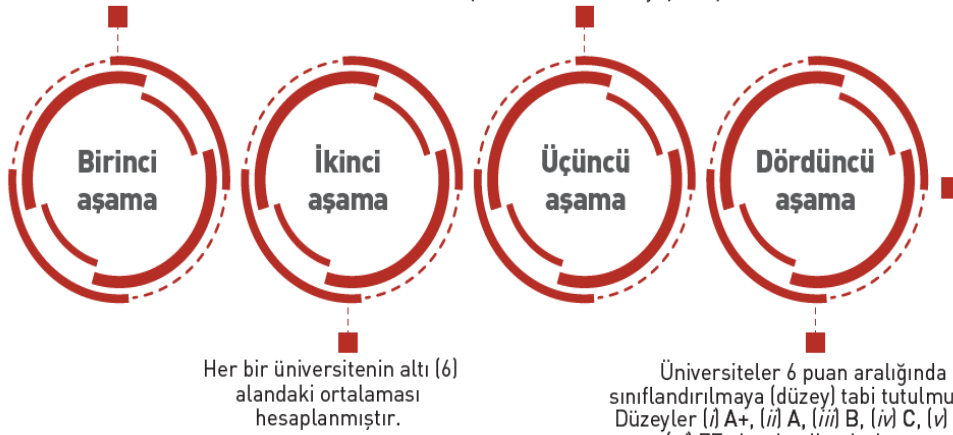 Birinci
aşama
İkinci
aşama
Üçüncü
aşama
Dördüncü
aşama
Her bir üniversitenin altı (6)
alandaki ortalaması
hesaplanmıştır.
Üniversiteler 6 puan aralığında
sınıflandırılmaya (düzey) tabi
Düzeyler (i) A+, (ii) A, (iii) B, (iv) C, (v)